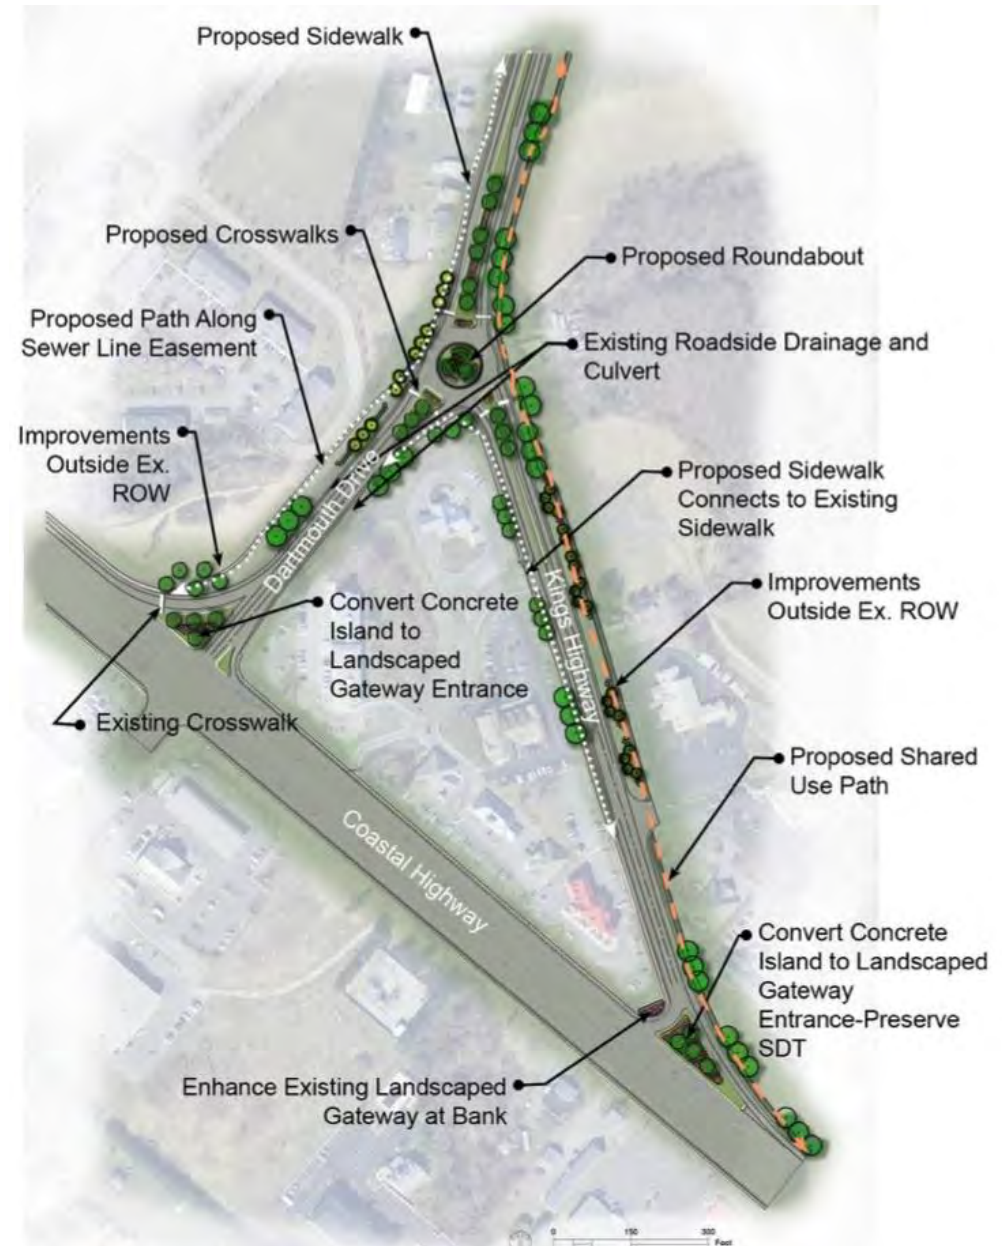 Proposed Sidewalk
Proposed Crosswalks
Proposed Roundabout
Proposed Path Along
Sewer Line Easement
Existing Roadside Drainage and
Culvert
Improvements
Outside Ex.
ROW
Dartmouth Drive
Proposed Sidewalk
Connects to Existing
Sidewalk
Kings Highway
Improvements
Outside Ex. ROW
Convert Concrete
Island to
Landscaped
Gateway Entrance
Existing Crosswalk
Proposed Shared
Use Path
Coastal Highway
Convert Concrete
Island to Landscaped
Gateway
Entrance-Preserve
SDT
Enhance Existing Landscaped
Gateway at Bank
0 150 300
Feet